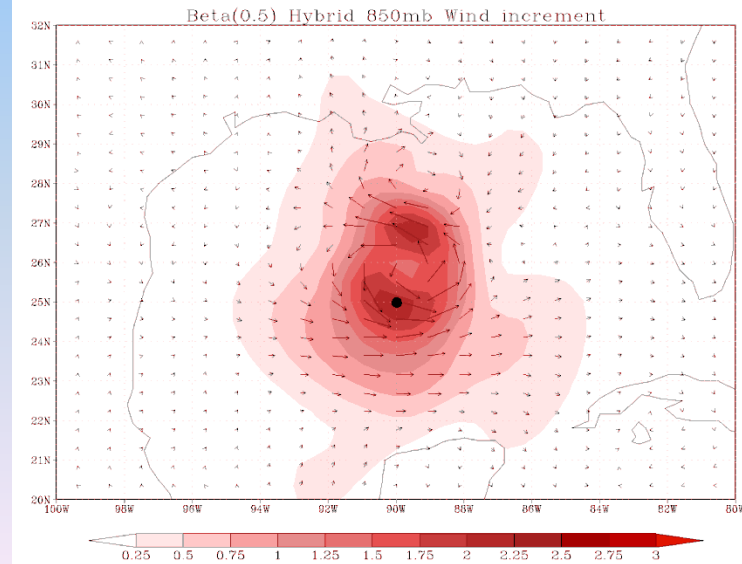 Beta(0.5) Hybrid 850mb Wind increment
32N
31N
30N
29N
28N
27N
26N
25N
24N
23N
22N
21N
20N
100W 98W 96W 94W 92W 90W 88W 86W 84W 82W 80W
0.25 0.5 0.75 1 1.25 1.5 1.75 2 2.25 2.5 2.75 3